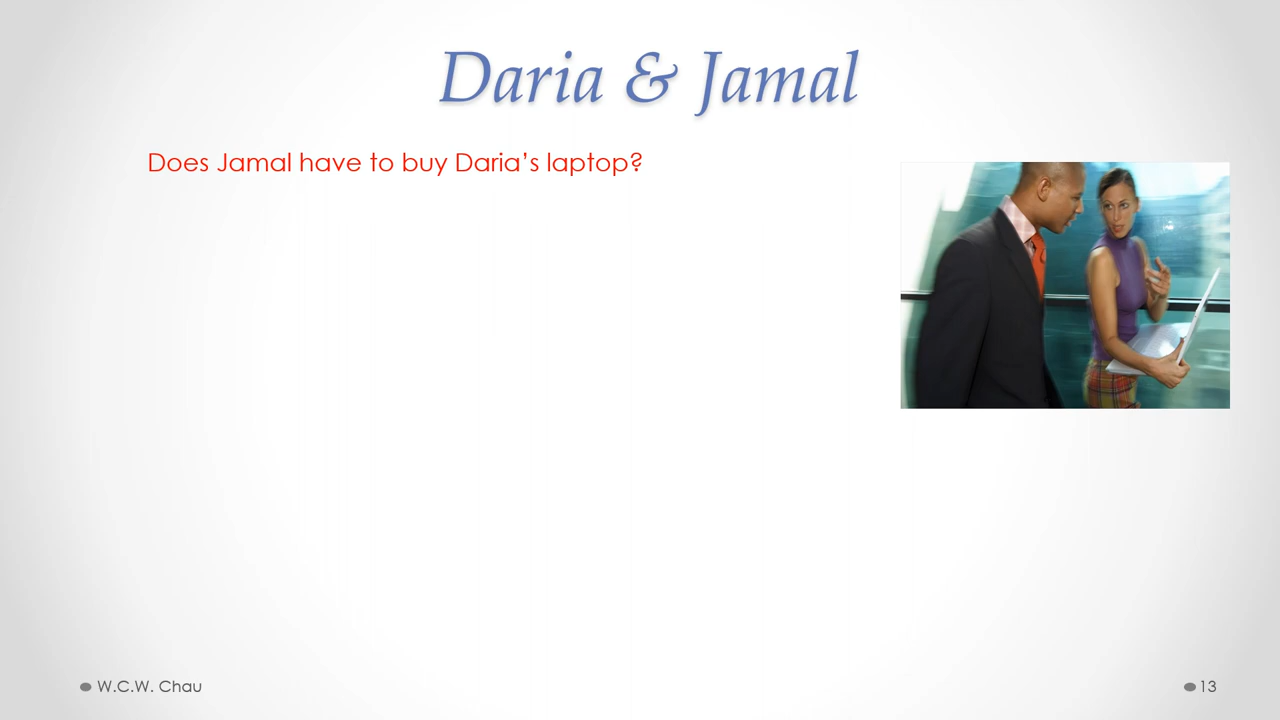 Daria & Jamal
Does Jamal have to buy Daria’s laptop?
W.C.W. Chau
13